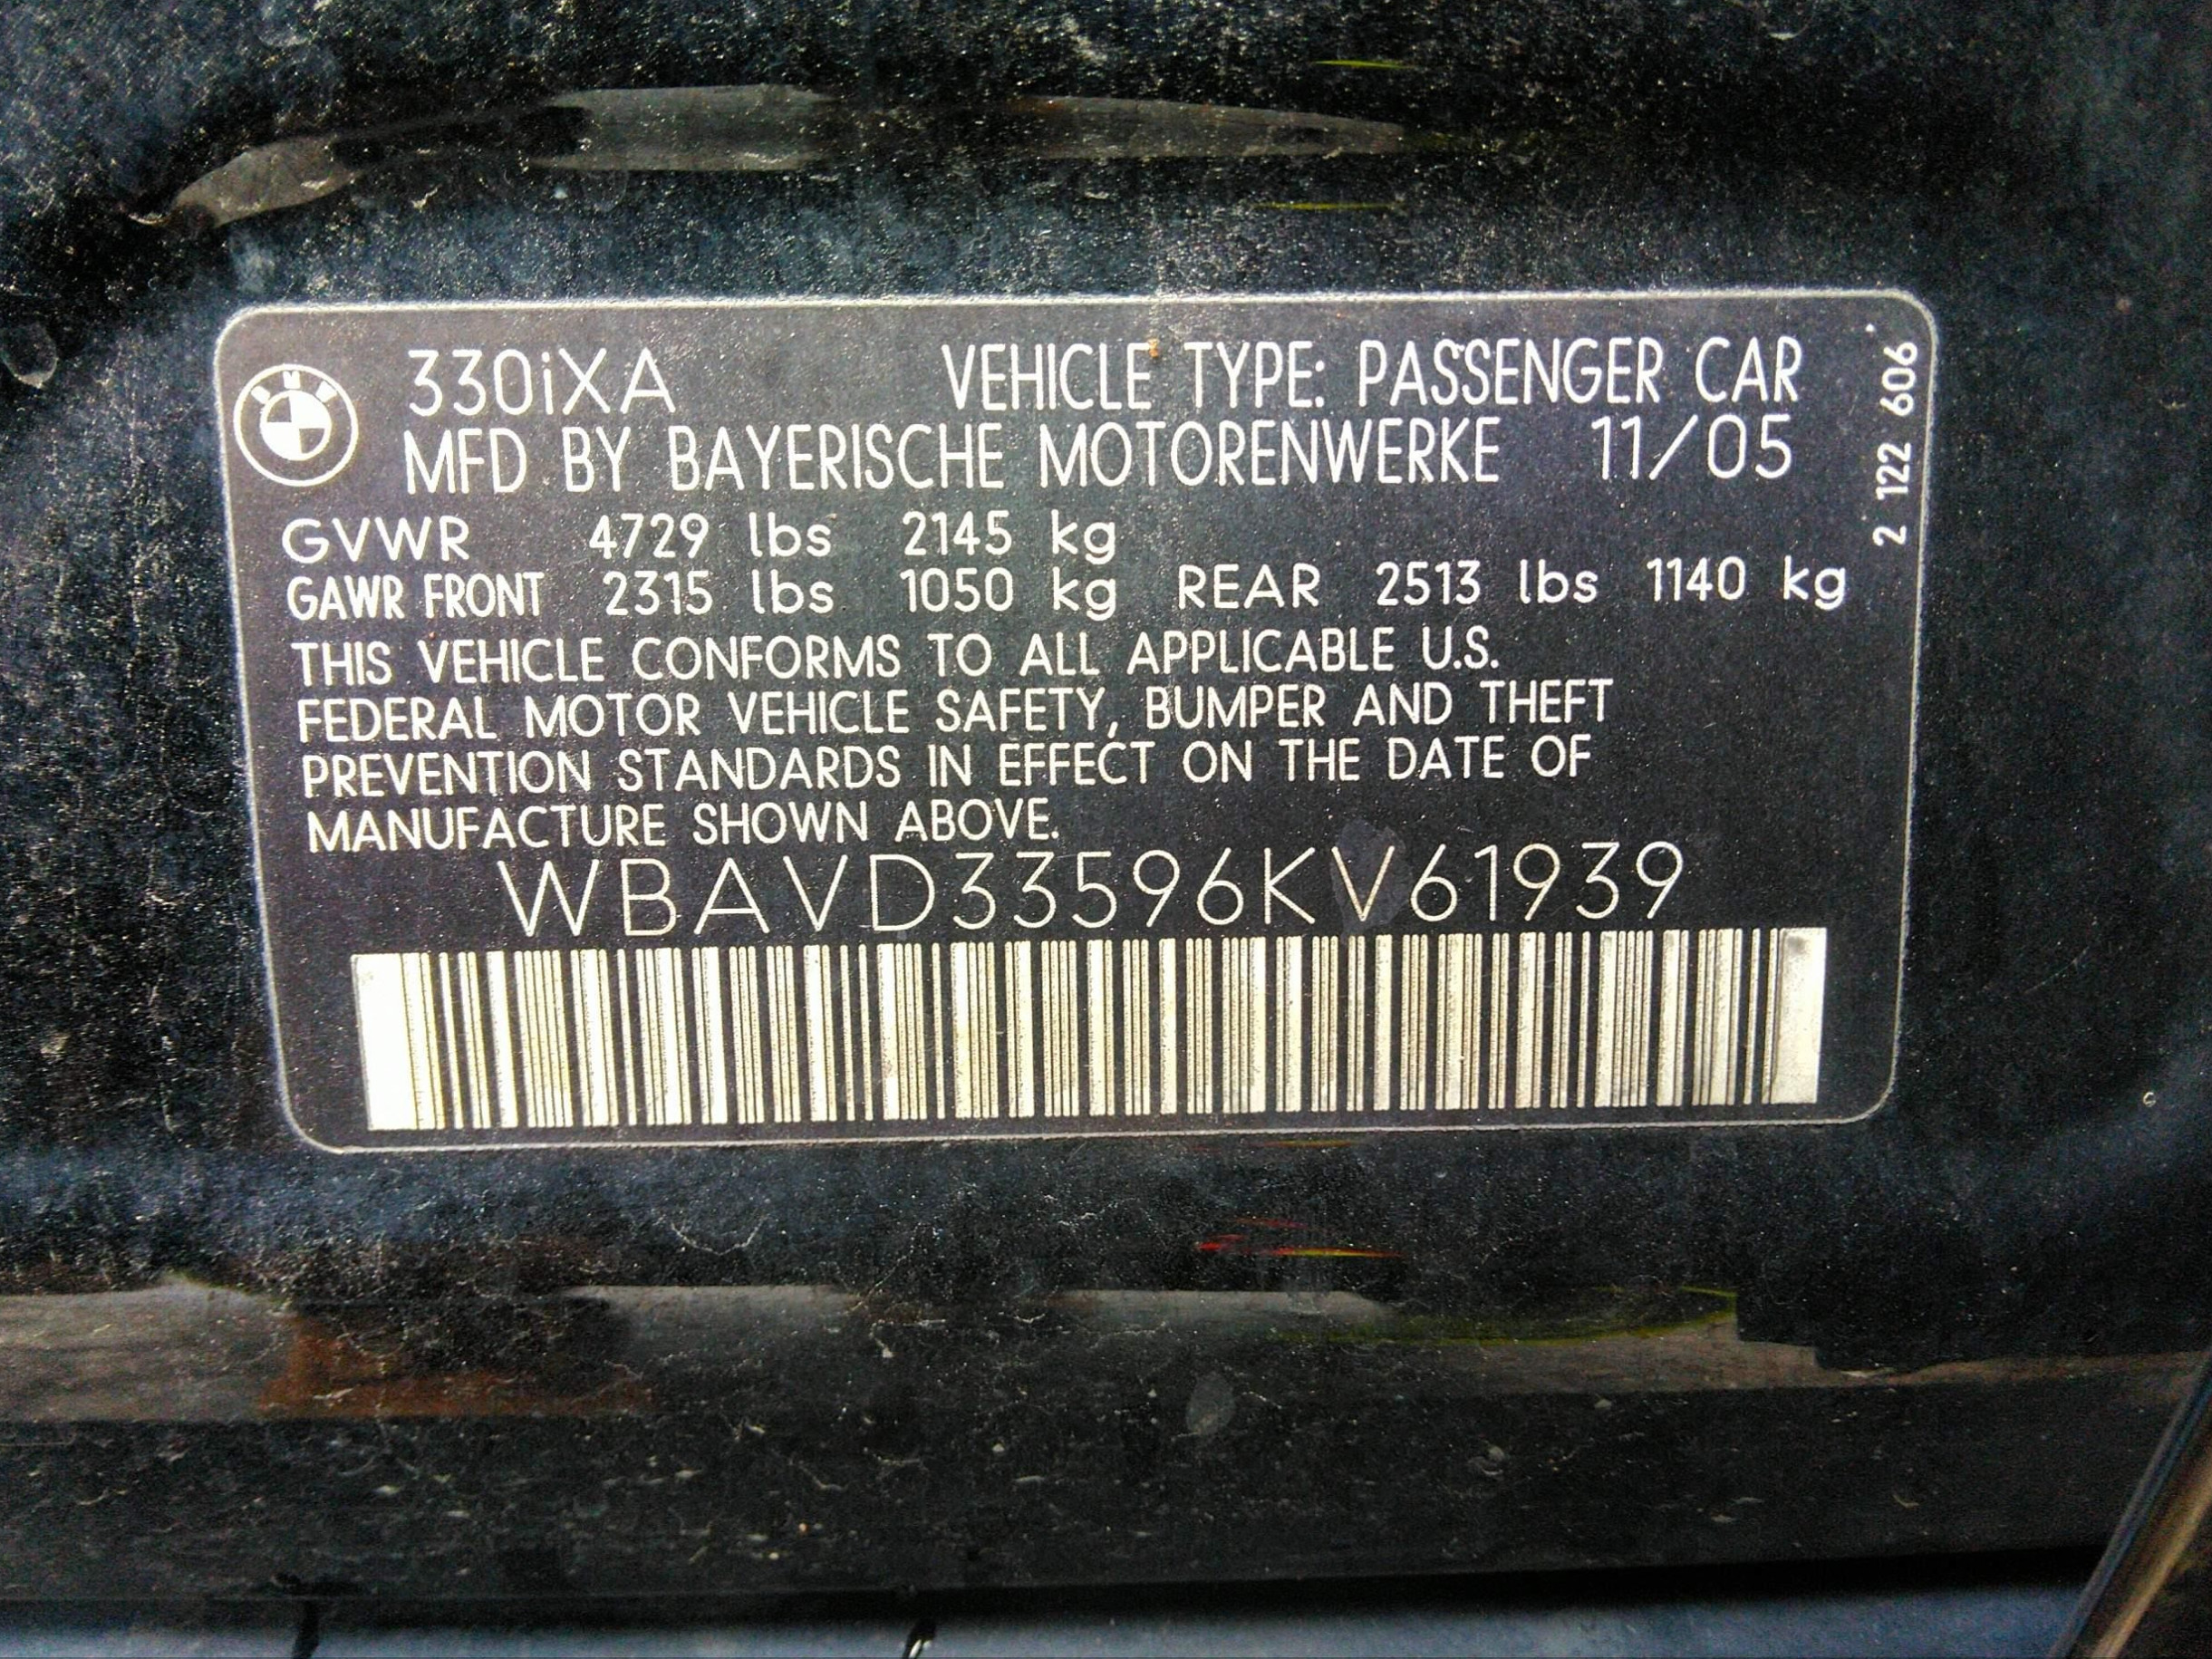 BMW
330iXA VEHICLE TYPE: PASSENGER CAR
MFD BY BAYERISCHE MOTORENWERKE 11/05
GVWR 4729 lbs 2145 kg
GAWR FRONT 2315 lbs 1050 kg REAR 2513 lbs 1140 kg
THIS VEHICLE CONFORMS TO ALL APPLICABLE U.S.
FEDERAL MOTOR VEHICLE SAFETY, BUMPER AND THEFT
PREVENTION STANDARDS IN EFFECT ON THE DATE OF
MANUFACTURE SHOWN ABOVE.
WBAVD33596KV61939
2 122 606